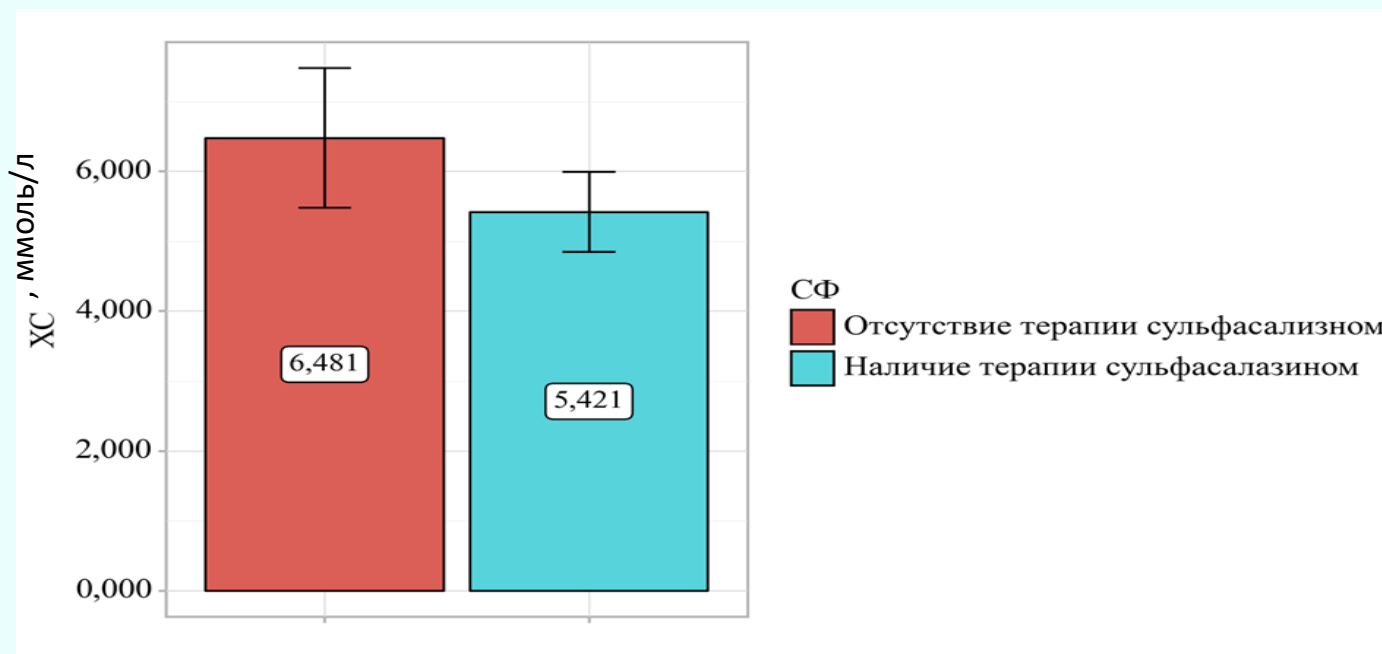 ХС , ммоль/л
6,000
4,000
2,000
0,000
6,481
5,421
СФ
Отсутствие терапии сульфасализном
Наличие терапии сульфасалазином